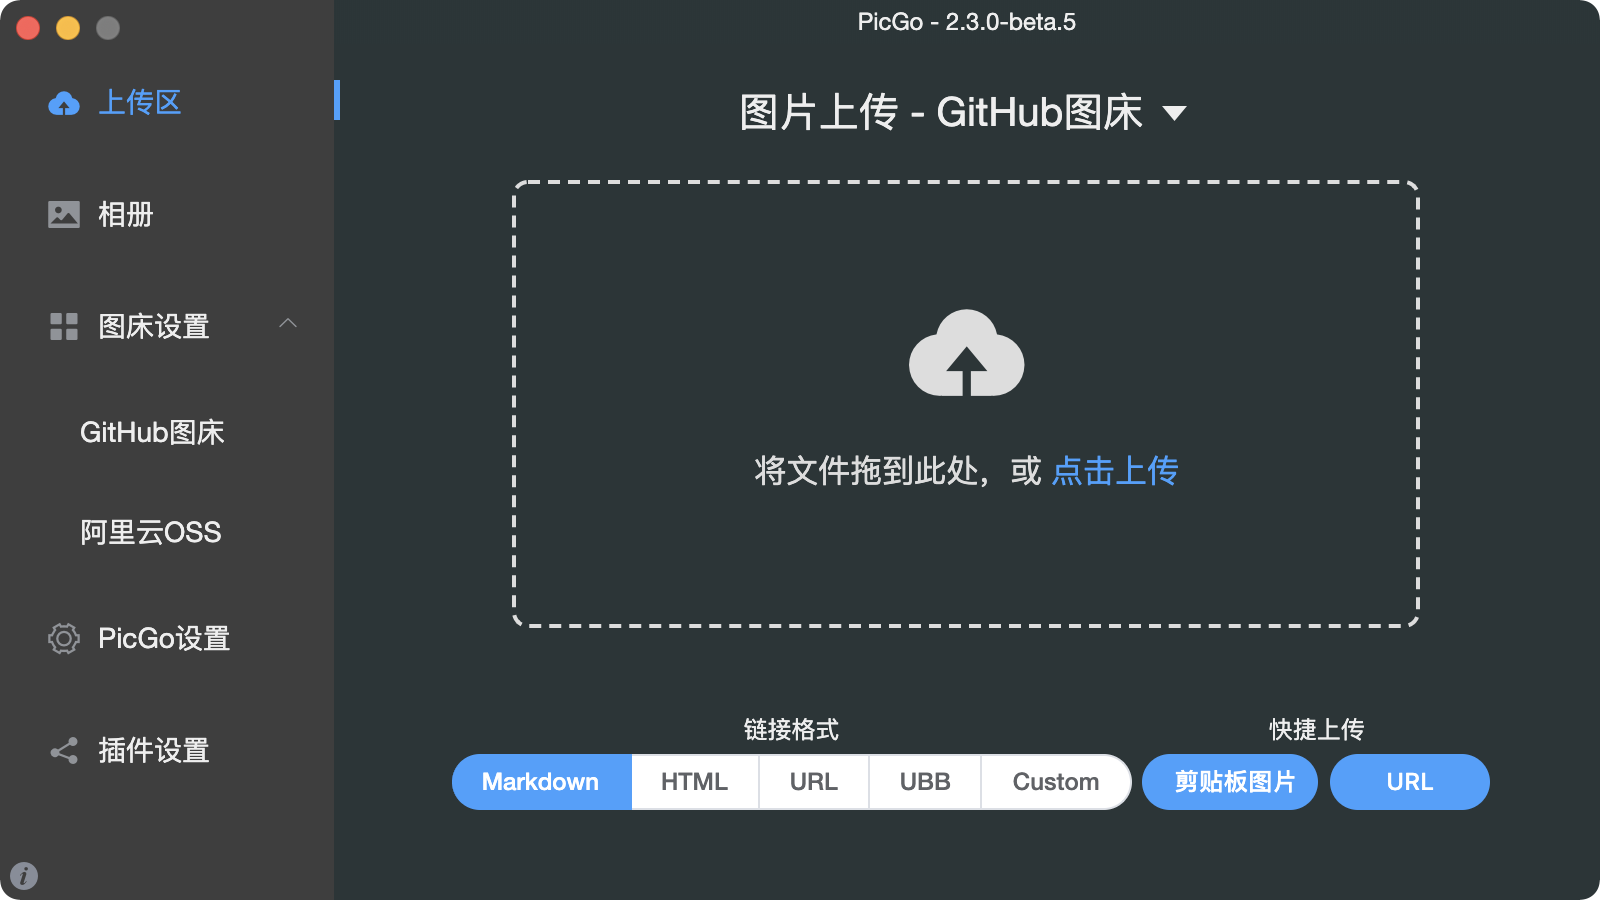 PicGo - 2.3.0-beta.5
上传区
相册
图床设置
GitHub图床
阿里云OSS
PicGo设置
插件设置
图片上传 - GitHub图床
将文件拖到此处，或 点击上传
链接格式
Markdown HTML URL UBB Custom
快捷上传
剪贴板图片 URL
i